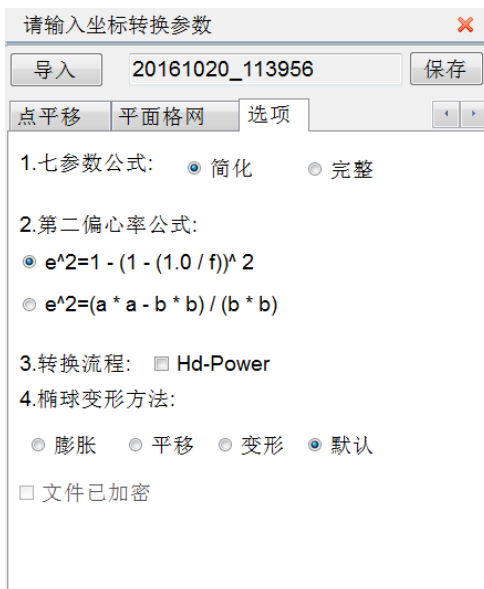 请输入坐标转换参数
导入 20161020_113956 保存
点平移 平面格网 选项
1.七参数公式: 简化 完整
2.第二偏心率公式:
e^2=1 - (1 - (1.0 / f))^ 2
e^2=(a * a - b * b) / (b * b)
3.转换流程: Hd-Power
4.椭球变形方法:
膨胀 平移 变形 默认
文件已加密